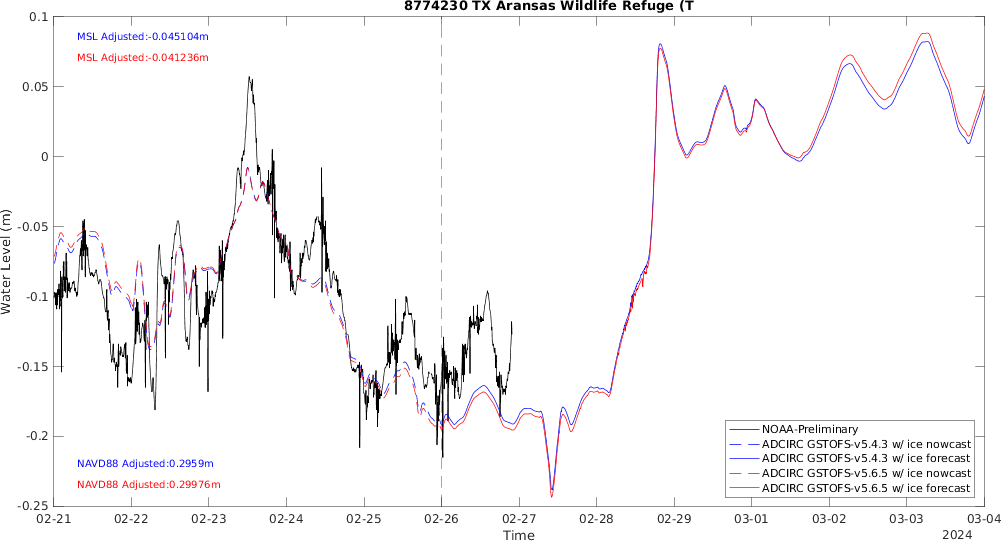 8774230 TX Aransas Wildlife Refuge (T
MSL Adjusted:-0.045104m
MSL Adjusted:-0.041236m
0.1
0.05
0
-0.05
-0.1
-0.15
-0.2
-0.25
Water Level (m)
NAVD88 Adjusted:0.2959m
NAVD88 Adjusted:0.29976m
NOAA-Preliminary
ADCIRC GSTOFS-v5.4.3 w/ ice nowcast
ADCIRC GSTOFS-v5.4.3 w/ ice forecast
ADCIRC GSTOFS-v5.6.5 w/ ice nowcast
ADCIRC GSTOFS-v5.6.5 w/ ice forecast
02-21 02-22 02-23 02-24 02-25 02-26 02-27 02-28 02-29 03-01 03-02 03-03 03-04
Time
2024